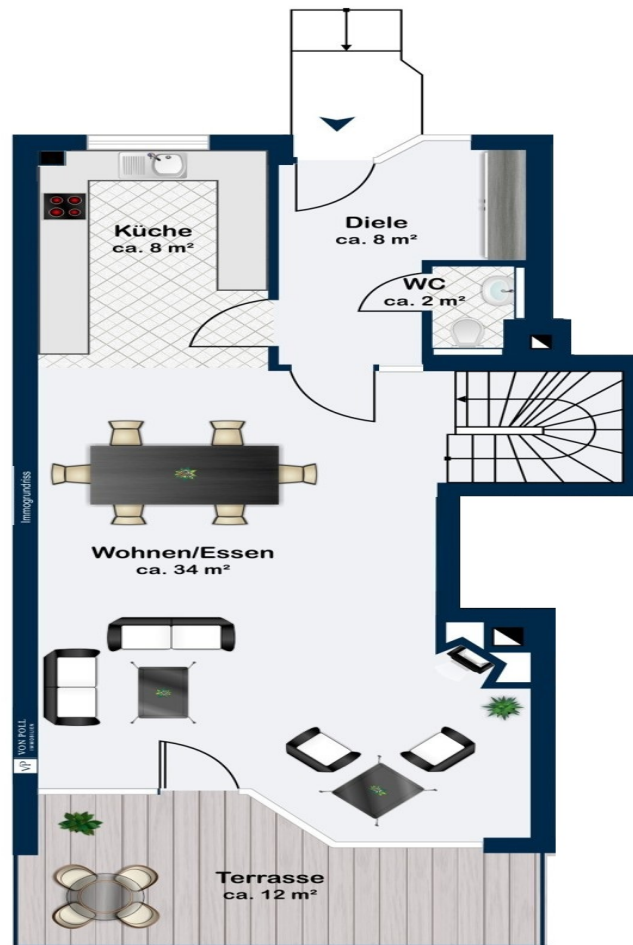 Küche
ca. 8 m²
Diele
ca. 8 m²
WC
ca. 2 m²
Immogrundriss
Wohnen/Essen
ca. 34 m²
VP
VON POLL
IMMOBILIEN
Terrasse
ca. 12 m²